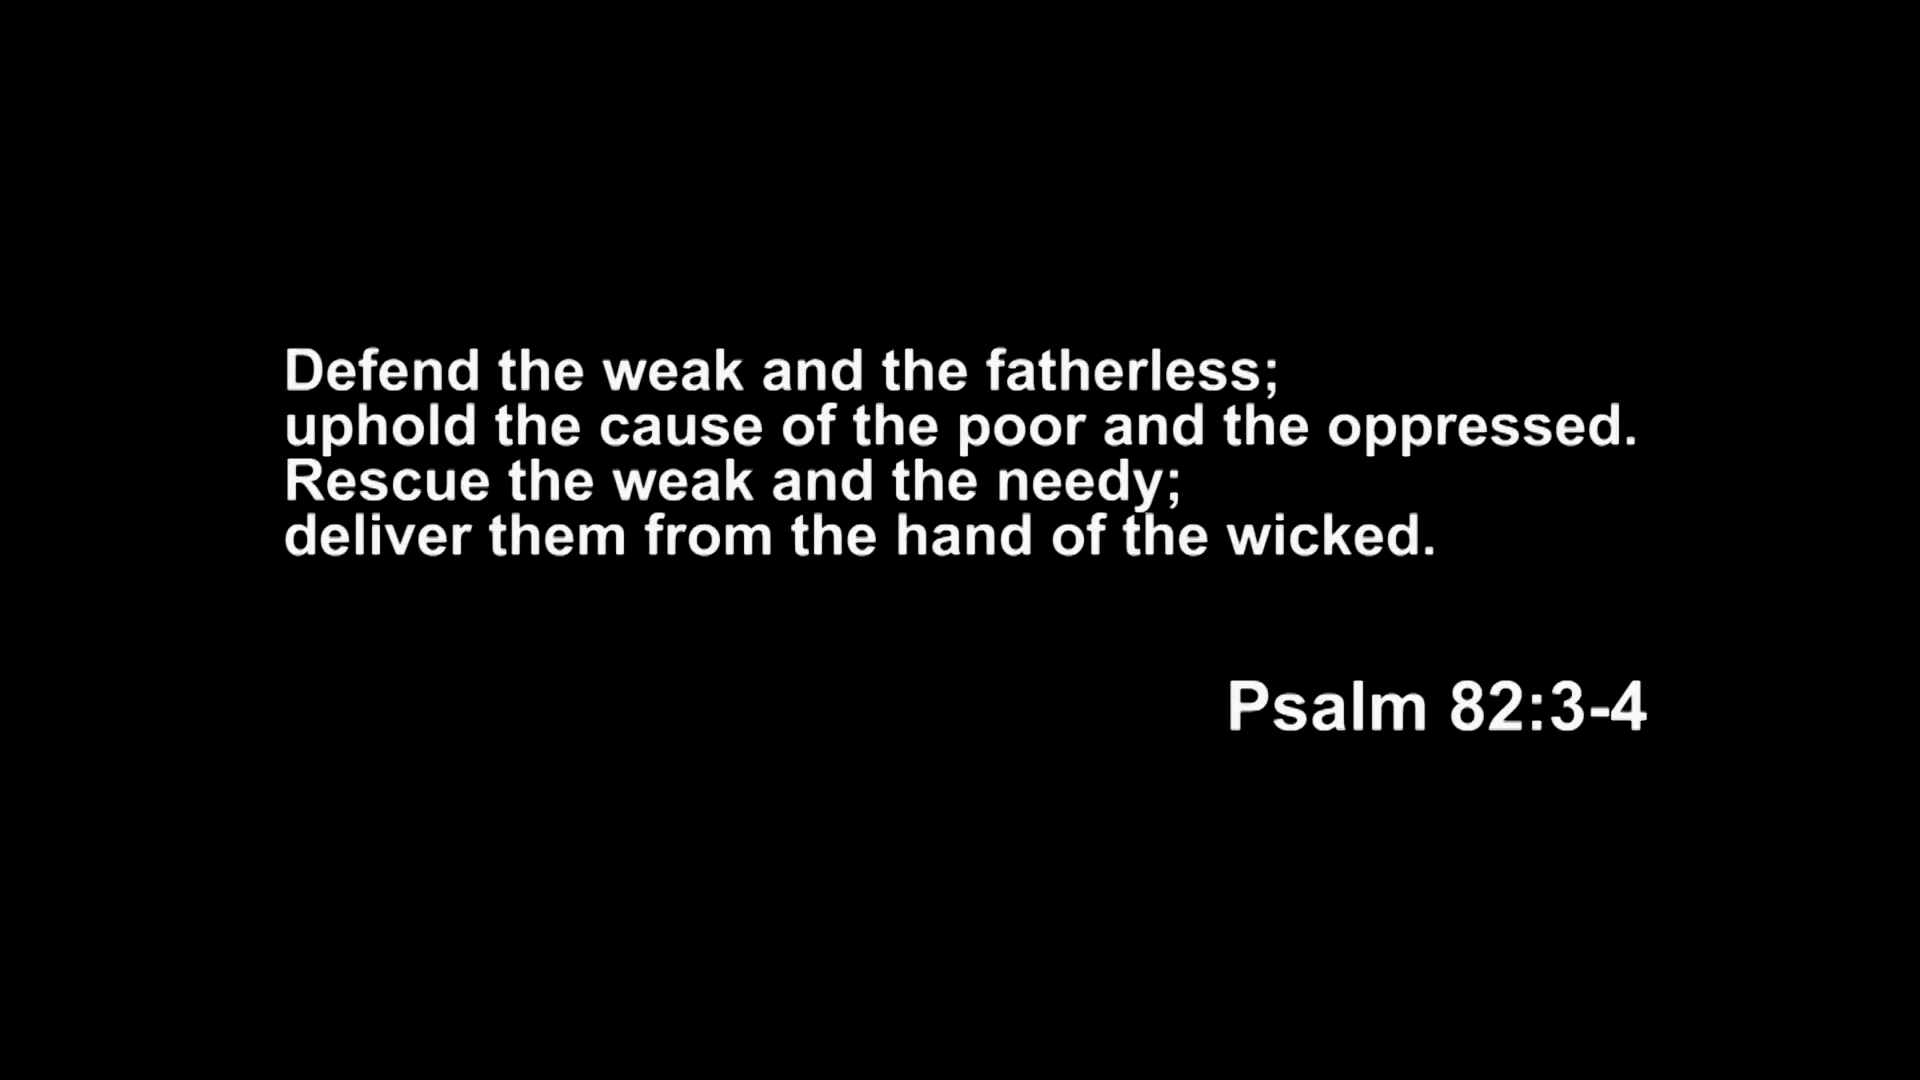 Defend the weak and the fatherless;
uphold the cause of the poor and the oppressed.
Rescue the weak and the needy;
deliver them from the hand of the wicked.
Psalm 82:3-4